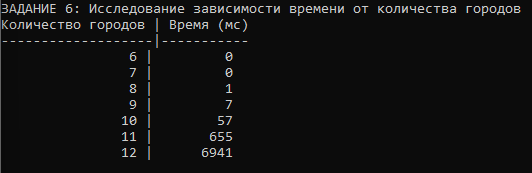 ЗАДАНИЕ 6: Исследование зависимости времени от количества городов
Количество городов | Время (мс)
-------------------|-----------
6 | 0
7 | 0
8 | 1
9 | 7
10 | 57
11 | 655
12 | 6941